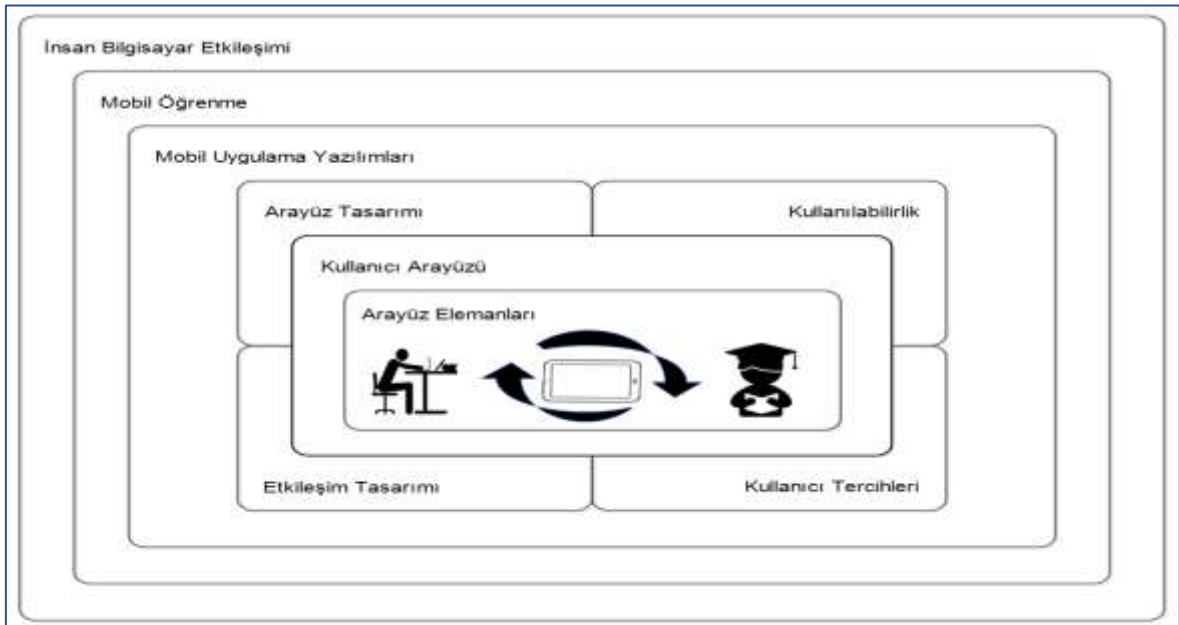 İnsan Bilgisayar Etkileşimi
Mobil Öğrenme
Mobil Uygulama Yazılımları
Arayüz Tasarımı
Kullanılabilirlik
Kullanıcı Arayüzü
Arayüz Elemanları
Etkileşim Tasarımı
Kullanıcı Tercihleri